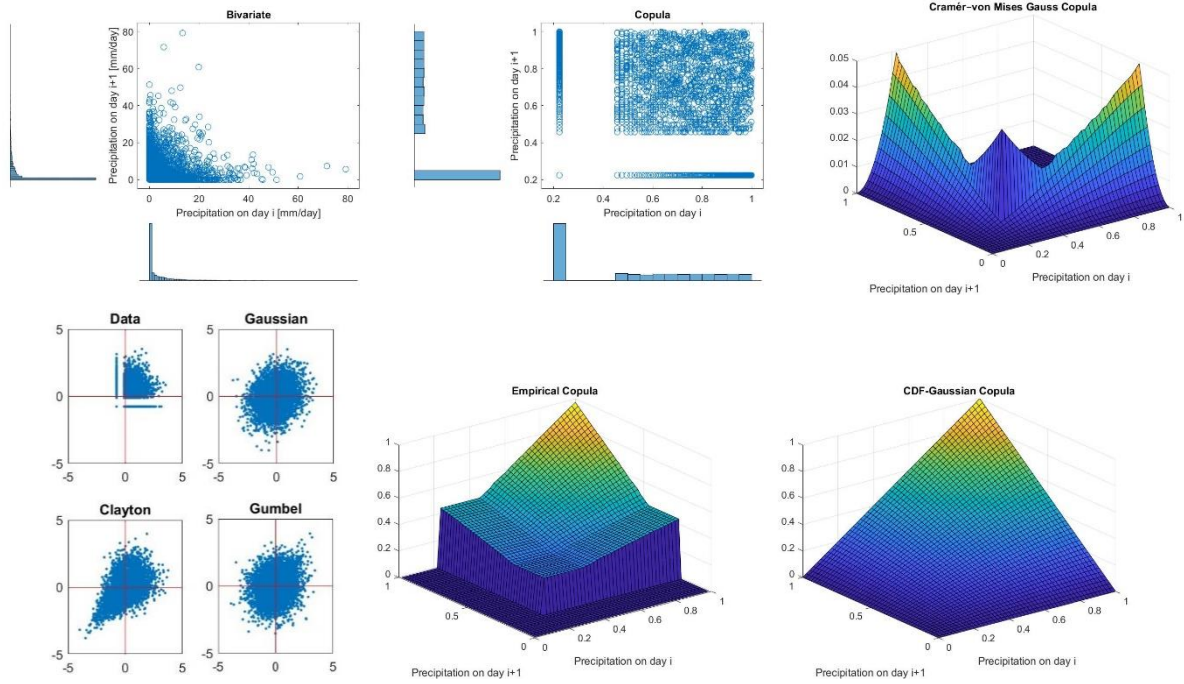 Bivariate
Precipitation on day i+1 [mm/day]
80
60
40
20
0
0 20 40 60 80
Precipitation on day i [mm/day]
Copula
Precipitation on day i+1
1
0.9
0.8
0.7
0.6
0.5
0.4
0.3
0.2
0.2 0.4 0.6 0.8 1
Precipitation on day i
Cramér–von Mises Gauss Copula
0.05
0.04
0.03
0.02
0.01
0
1
0.5
0
0 0.2 0.4 0.6 0.8 1
Precipitation on day i
Precipitation on day i+1
Data
5
0
-5
-5 0 5
Gaussian
5
0
-5
-5 0 5
Clayton
5
0
-5
-5 0 5
Gumbel
5
0
-5
-5 0 5
Empirical Copula
1
0.8
0.6
0.4
0.2
0
1
0.5
0
0 0.2 0.4 0.6 0.8 1
Precipitation on day i
Precipitation on day i+1
CDF-Gaussian Copula
1
0.8
0.6
0.4
0.2
0
1
0.5
0
0 0.2 0.4 0.6 0.8 1
Precipitation on day i
Precipitation on day i+1